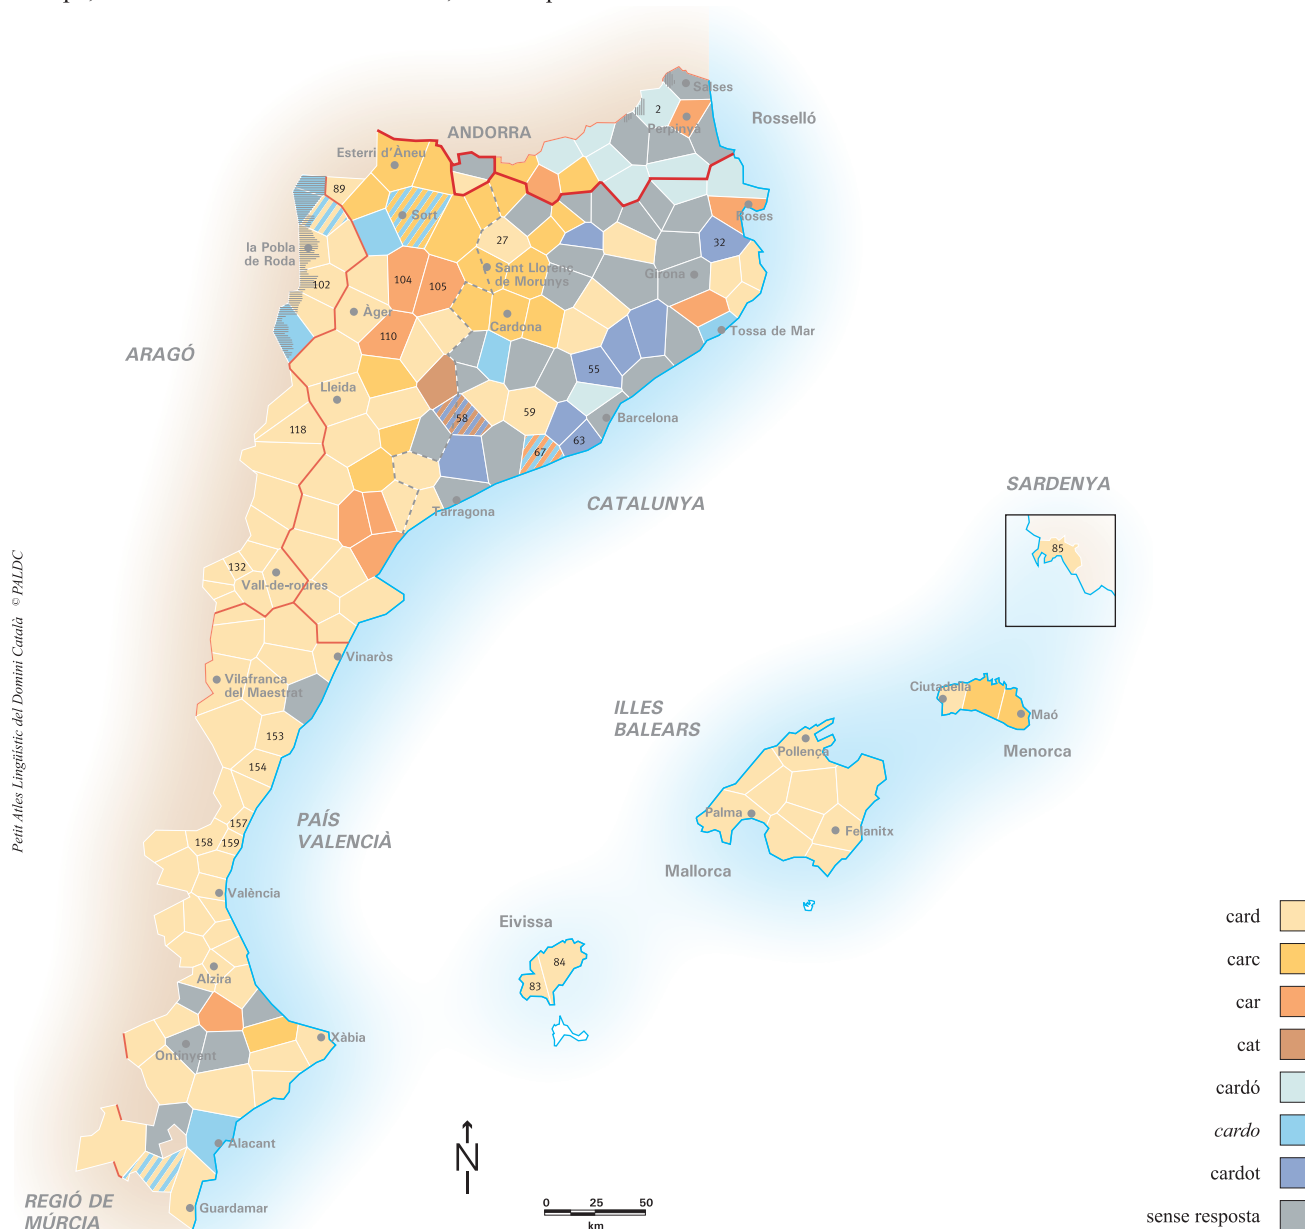 Salses
2
Perpinyà
Rosselló
ANDORRA
Esterri d'Àneu
89
Sort
Roses
la Pobla
de Roda
27
32
Sant Llorenç
de Morunys
Girona
102
104
105
Àger
Cardona
Tossa de Mar
110
ARAGÓ
55
Lleida
58
59
Barcelona
118
63
67
SARDENYA
85
CATALUNYA
Tarragona
132
Vall-de-roures
Petit Atles Lingüístic del Domini Català © PALDC
Vinaròs
Vilafranca
del Maestrat
Ciutadella
Maó
Menorca
ILLES
BALEARS
153
Pollença
154
157
158
159
PAÍS
VALENCIÀ
Palma
Felanitx
Mallorca
València
Eivissa
84
83
Alzira
Xàbia
Ontinyent
Alacant
Guardamar
REGIÓ DE
MÚRCIA
N
0 25 50
km
card
carc
car
cat
cardó
cardo
cardot
sense resposta